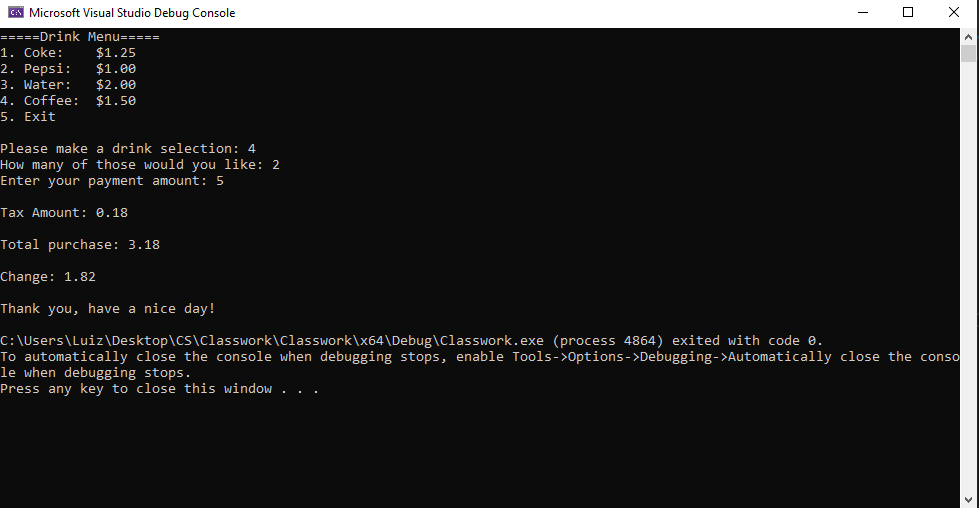 Microsoft Visual Studio Debug Console
=====Drink Menu=====
1. Coke:    $1.25
2. Pepsi:   $1.00
3. Water:   $2.00
4. Coffee:  $1.50
5. Exit
Please make a drink selection: 4
How many of those would you like: 2
Enter your payment amount: 5
Tax Amount: 0.18
Total purchase: 3.18
Change: 1.82
Thank you, have a nice day!
C:\Users\Luiz\Desktop\CS\Classwork\Classwork\x64\Debug\Classwork.exe (process 4864) exited with code 0.
To automatically close the console when debugging stops, enable Tools->Options->Debugging->Automatically close the conso
le when debugging stops.
Press any key to close this window . . .